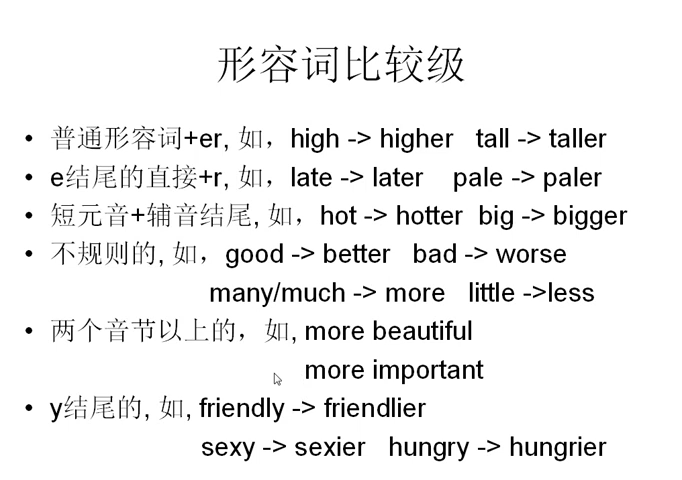 形容词比较级
• 普通形容词+er, 如，high -> higher   tall -> taller
• e结尾的直接+r, 如，late -> later    pale -> paler
• 短元音+辅音结尾, 如，hot -> hotter  big -> bigger
• 不规则的, 如，good -> better   bad -> worse
many/much -> more   little ->less
• 两个音节以上的，如, more beautiful
more important
• y结尾的, 如, friendly -> friendlier
sexy -> sexier   hungry -> hungrier